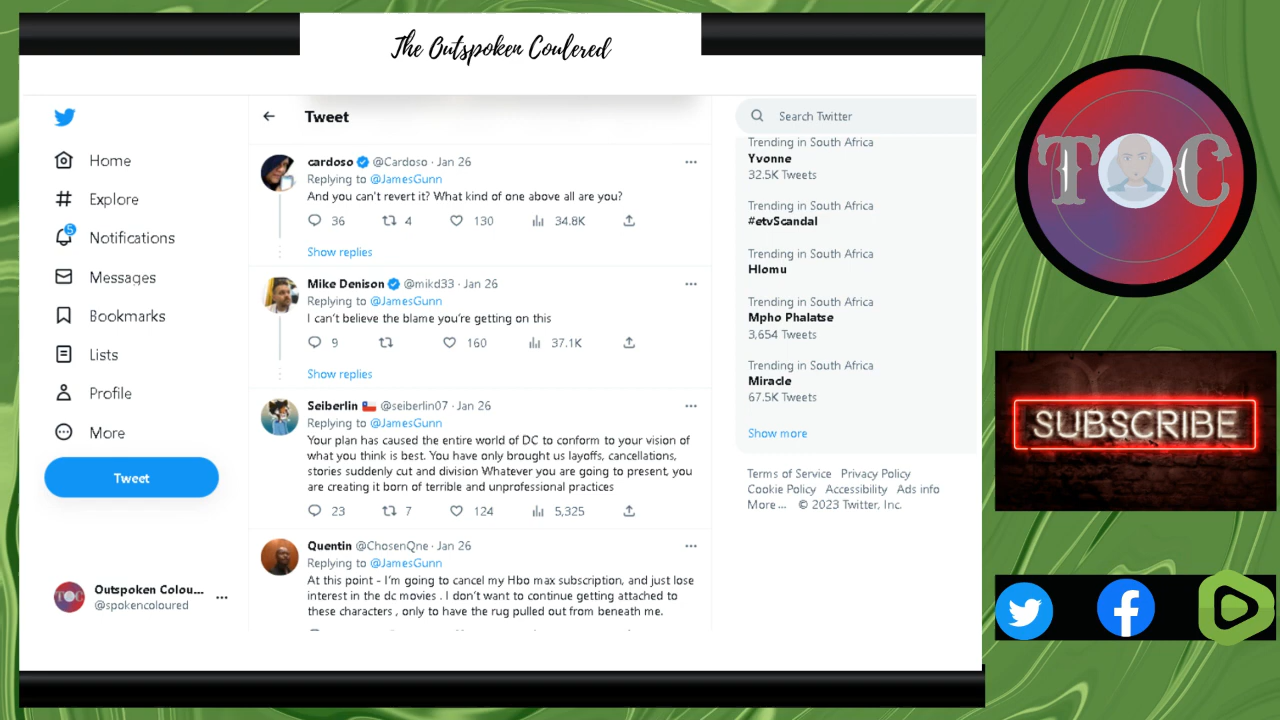 The Outspoken Coulered
Tweet
Search Twitter
Home
Explore
5
Notifications
Messages
Bookmarks
Lists
Profile
More
Tweet
Outspoken Colou...
@spokencoloured
cardoso @Cardoso · Jan 26
Replying to @JamesGunn
And you can't revert it? What kind of one above all are you?
36 4 130 34.8K
Show replies
Mike Denison @mikd33 · Jan 26
Replying to @JamesGunn
I can't believe the blame you're getting on this
9 160 37.1K
Show replies
Seiberlin @seiberlin07 · Jan 26
Replying to @JamesGunn
Your plan has caused the entire world of DC to conform to your vision of
what you think is best. You have only brought us layoffs, cancellations,
stories suddenly cut and division Whatever you are going to present, you
are creating it born of terrible and unprofessional practices
23 7 124 5,325
Quentin @ChosenQne · Jan 26
Replying to @JamesGunn
At this point - I'm going to cancel my Hbo max subscription, and just lose
interest in the dc movies . I don't want to continue getting attached to
these characters , only to have the rug pulled out from beneath me.
Trending in South Africa
Yvonne
32.5K Tweets
Trending in South Africa
#etvScandal
Trending in South Africa
Hlomu
Trending in South Africa
Mpho Phalatse
3,654 Tweets
Trending in South Africa
Miracle
67.5K Tweets
Show more
Terms of Service Privacy Policy
Cookie Policy Accessibility Ads info
More ... © 2023 Twitter, Inc.
TOC
TOC
SUBSCRIBE